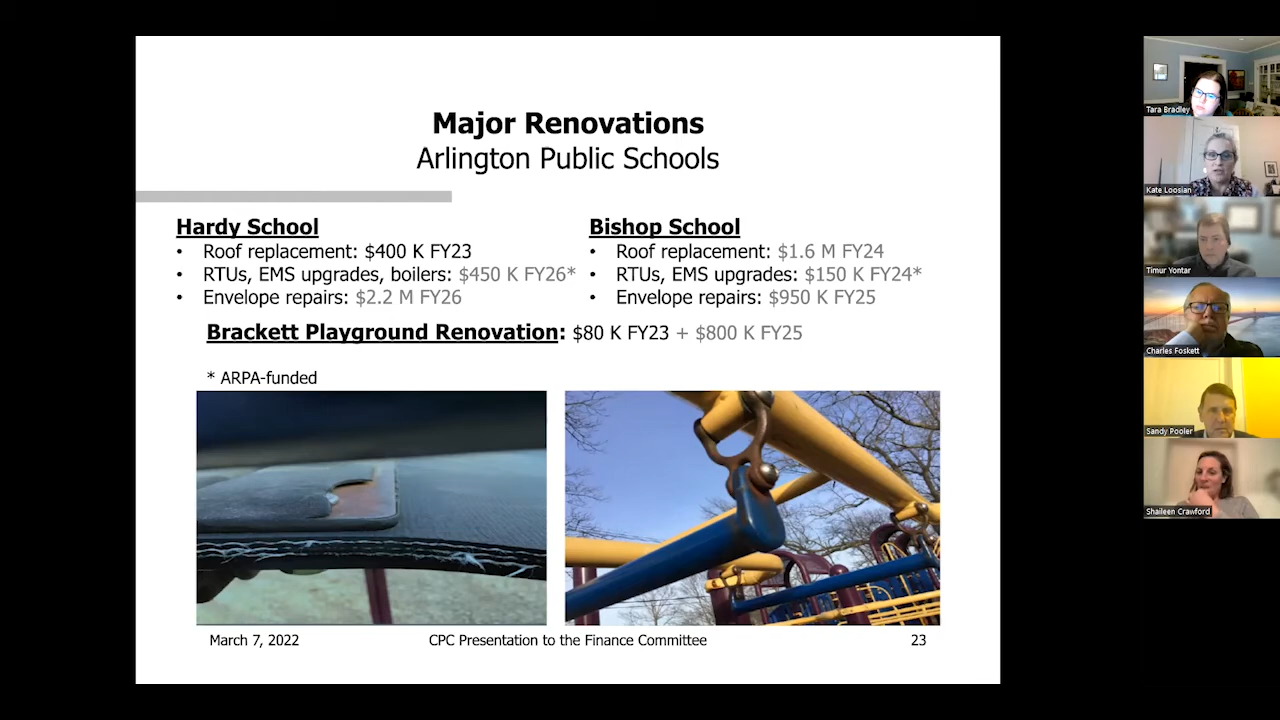 Major Renovations
Arlington Public Schools
Hardy School
• Roof replacement: $400 K FY23
• RTUs, EMS upgrades, boilers: $450 K FY26*
• Envelope repairs: $2.2 M FY26
Bishop School
• Roof replacement: $1.6 M FY24
• RTUs, EMS upgrades: $150 K FY24*
• Envelope repairs: $950 K FY25
Brackett Playground Renovation: $80 K FY23 + $800 K FY25
* ARPA-funded
March 7, 2022
CPC Presentation to the Finance Committee
23
Tara Bradley
Kate Loosian
Timur Yontar
Charles Foskett
Sandy Pooler
Shaileen Crawford